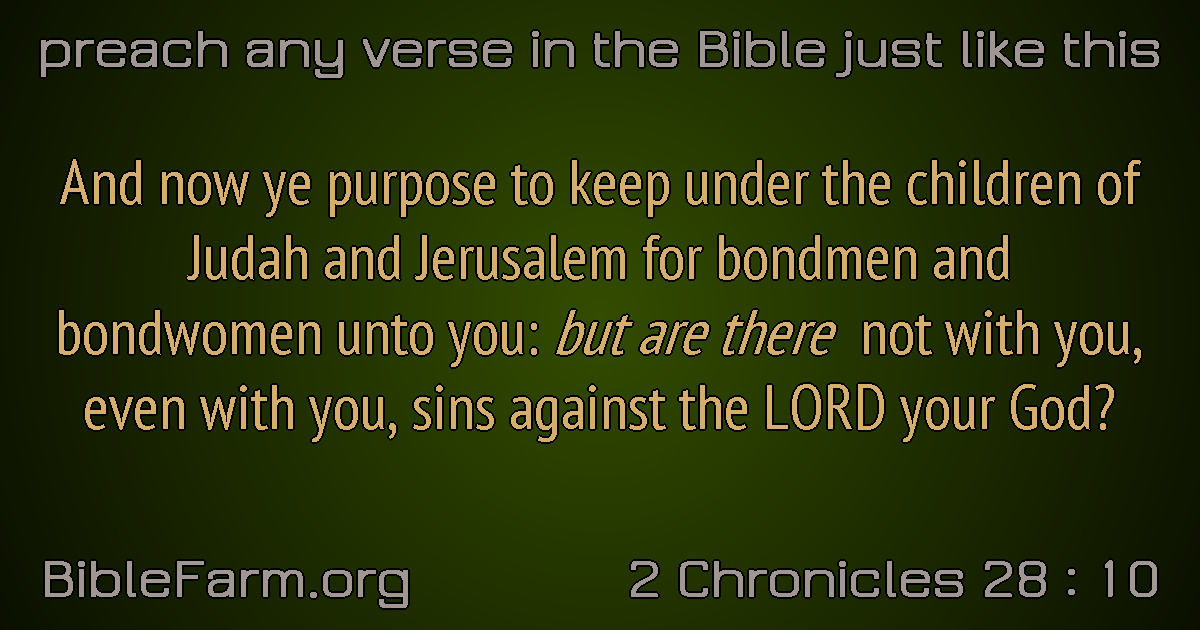 preach any verse in the Bible just like this
And now ye purpose to keep under the children of
Judah and Jerusalem for bondmen and
bondwomen unto you: but are there not with you,
even with you, sins against the LORD your God?
BibleFarm.org
2 Chronicles 28 : 10